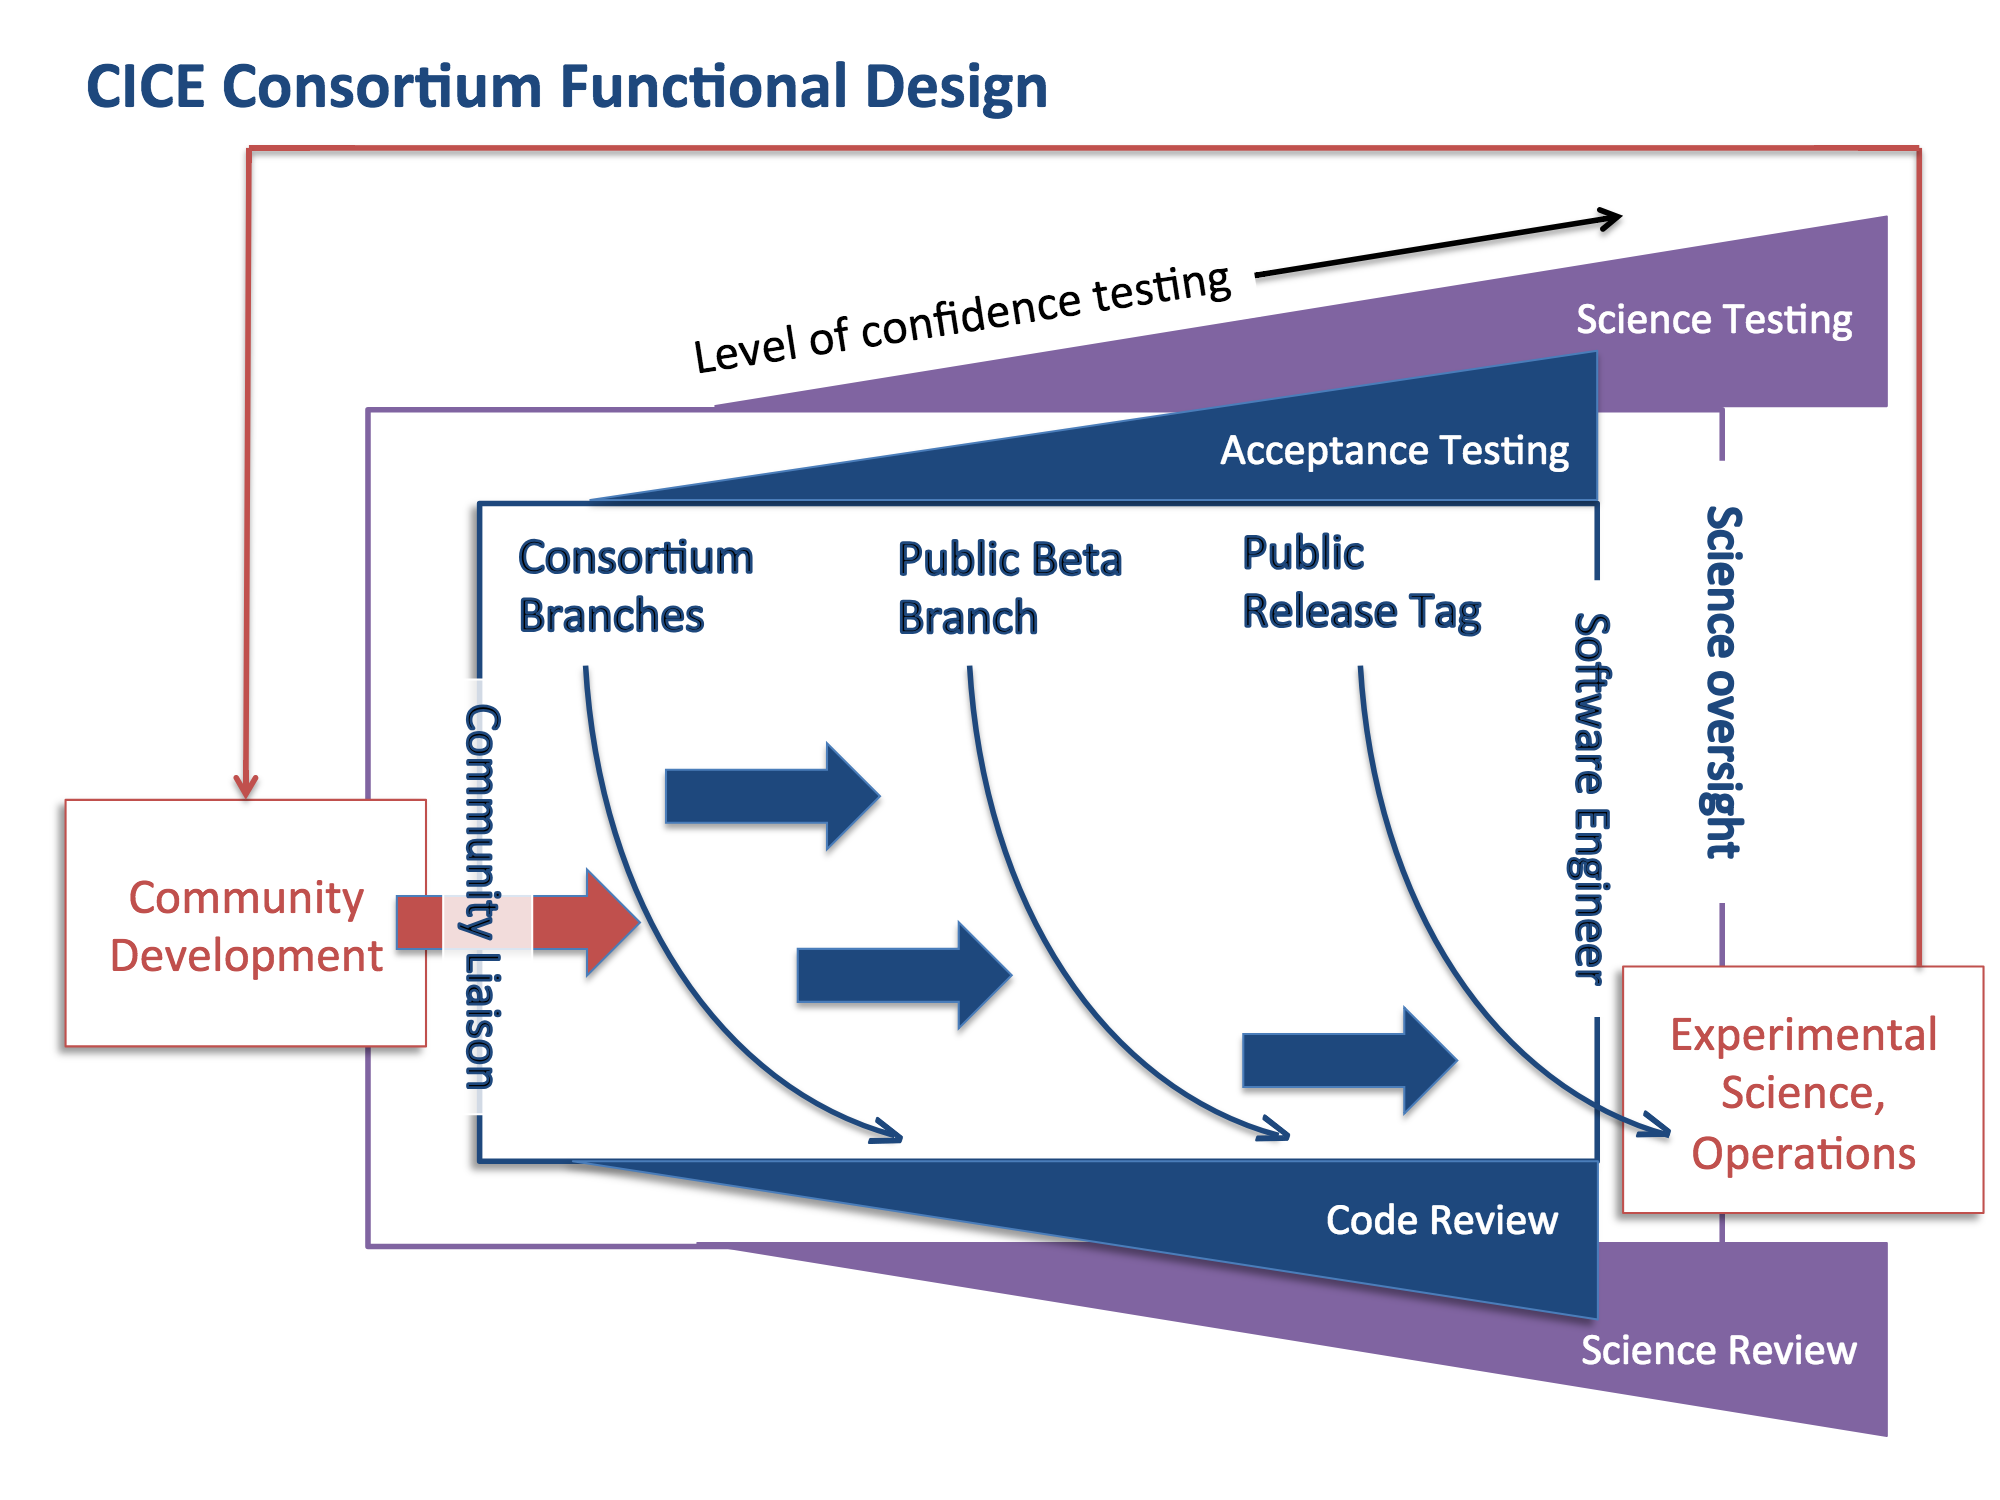 CICE Consortium Functional Design
Level of confidence testing
Science Testing
Acceptance Testing
Consortium
Branches
Public Beta
Branch
Public
Release Tag
Community Liaison
Software Engineer
Science oversight
Community
Development
Experimental
Science,
Operations
Code Review
Science Review